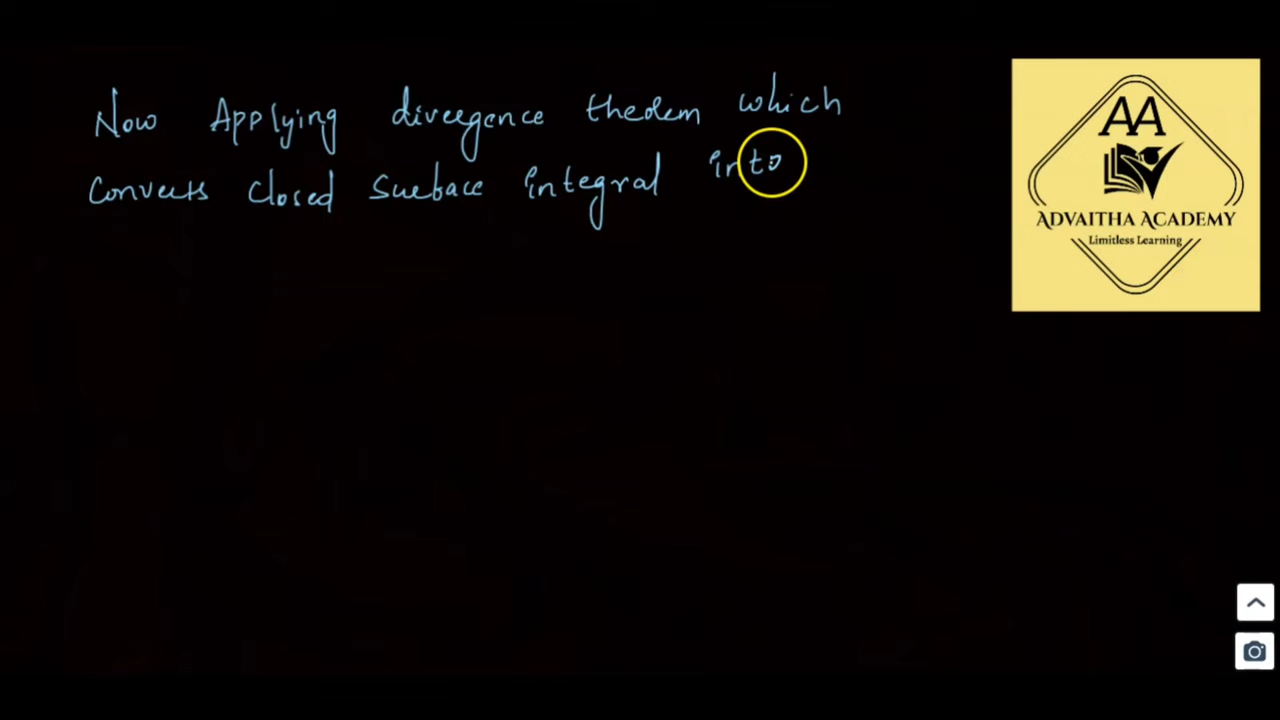 Now Applying divergence theorem which
converts closed surface integral into
AA
ADVAITHA ACADEMY
Limitless Learning